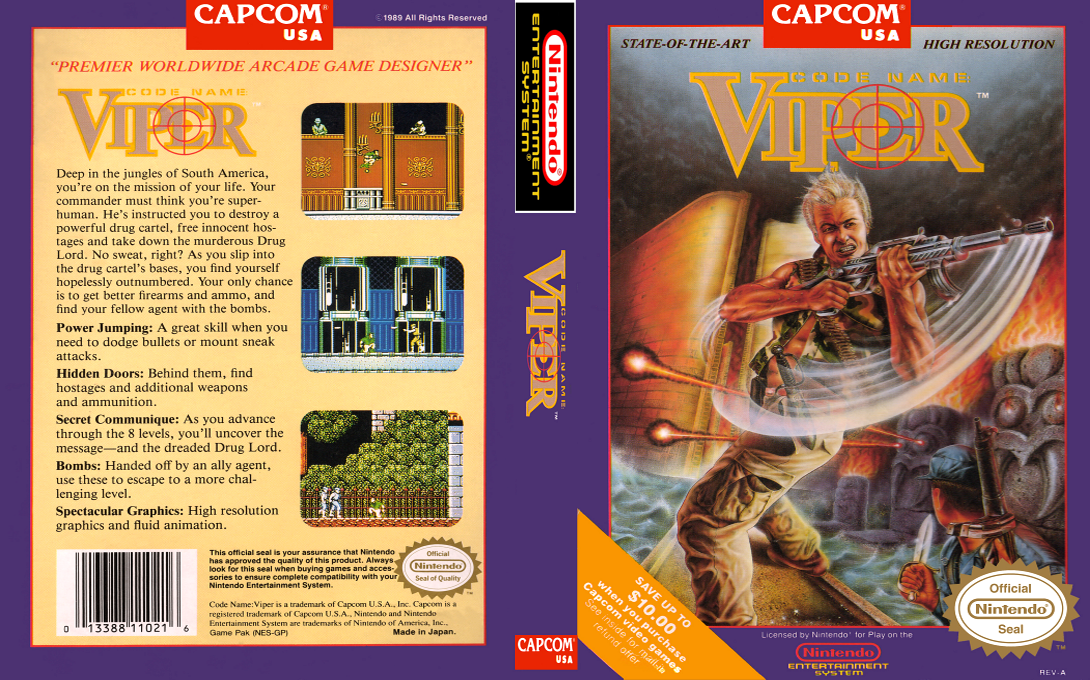 CAPCOM®
USA
© 1989 All Rights Reserved
"PREMIER WORLDWIDE ARCADE GAME DESIGNER"
CODE NAME
VIPER™
Deep in the jungles of South America,
you're on the mission of your life. Your
commander must think you're super-
human. He's instructed you to destroy a
powerful drug cartel, free innocent hos-
tages and take down the murderous Drug
Lord. No sweat, right? As you slip into
the drug cartel's bases, you find yourself
hopelessly outnumbered. Your only chance
is to get better firearms and ammo, and
find your fellow agent with the bombs.
Power Jumping: A great skill when you
need to dodge bullets or mount sneak
attacks.
Hidden Doors: Behind them, find
hostages and additional weapons
and ammunition.
Secret Communique: As you advance
through the 8 levels, you'll uncover the
message—and the dreaded Drug Lord.
Bombs: Handed off by an ally agent,
use these to escape to a more chal-
lenging level.
Spectacular Graphics: High resolution
graphics and fluid animation.
0 13388 11021 6
This official seal is your assurance that Nintendo
has approved the quality of this product. Always
look for this seal when buying games and acces-
sories to ensure complete compatibility with your
Nintendo Entertainment System.
Official
Nintendo
Seal of Quality
™
Code Name:Viper is a trademark of Capcom U.S.A., Inc. Capcom is a
registered trademark of Capcom U.S.A., Nintendo and Nintendo
Entertainment System are trademarks of Nintendo of America, Inc.,
Game Pak (NES-GP) Made in Japan.
Nintendo®
ENTERTAINMENT
SYSTEM®
CODE NAME
VIPER™
CAPCOM
USA
CAPCOM®
USA
STATE-OF-THE-ART
HIGH RESOLUTION
CODE NAME
VIPER™
SAVE UP TO
$10.00
when you purchase
Capcom video games
See inside for mail-in
refund offer
Official
Nintendo
Seal
™
Licensed by Nintendo® for Play on the
Nintendo
ENTERTAINMENT
SYSTEM
REV-A